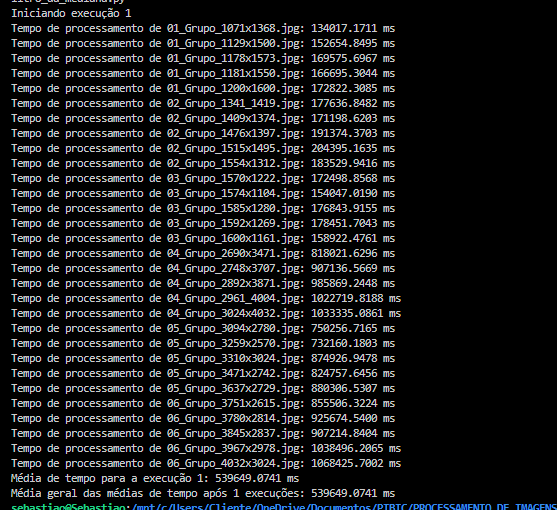 Iniciando execução 1
Tempo de processamento de 01_Grupo_1071x1368.jpg: 134017.1711 ms
Tempo de processamento de 01_Grupo_1129x1500.jpg: 152654.8495 ms
Tempo de processamento de 01_Grupo_1178x1573.jpg: 169575.6967 ms
Tempo de processamento de 01_Grupo_1181x1550.jpg: 166695.3044 ms
Tempo de processamento de 01_Grupo_1200x1600.jpg: 172822.3085 ms
Tempo de processamento de 02_Grupo_1341_1419.jpg: 177636.8482 ms
Tempo de processamento de 02_Grupo_1409x1374.jpg: 171198.6203 ms
Tempo de processamento de 02_Grupo_1476x1397.jpg: 191374.3703 ms
Tempo de processamento de 02_Grupo_1515x1495.jpg: 204395.1635 ms
Tempo de processamento de 02_Grupo_1554x1312.jpg: 183529.9416 ms
Tempo de processamento de 03_Grupo_1570x1222.jpg: 172498.8568 ms
Tempo de processamento de 03_Grupo_1574x1104.jpg: 154047.0190 ms
Tempo de processamento de 03_Grupo_1585x1280.jpg: 176843.9155 ms
Tempo de processamento de 03_Grupo_1592x1269.jpg: 178451.7043 ms
Tempo de processamento de 03_Grupo_1600x1161.jpg: 158922.4761 ms
Tempo de processamento de 04_Grupo_2690x3471.jpg: 818021.6296 ms
Tempo de processamento de 04_Grupo_2748x3707.jpg: 907136.5669 ms
Tempo de processamento de 04_Grupo_2892x3871.jpg: 985869.2448 ms
Tempo de processamento de 04_Grupo_2961_4004.jpg: 1022719.8188 ms
Tempo de processamento de 04_Grupo_3024x4032.jpg: 1033335.0861 ms
Tempo de processamento de 05_Grupo_3094x2780.jpg: 750256.7165 ms
Tempo de processamento de 05_Grupo_3259x2570.jpg: 732160.1803 ms
Tempo de processamento de 05_Grupo_3310x3024.jpg: 874926.9478 ms
Tempo de processamento de 05_Grupo_3471x2742.jpg: 824757.6456 ms
Tempo de processamento de 05_Grupo_3637x2729.jpg: 880306.5307 ms
Tempo de processamento de 06_Grupo_3751x2615.jpg: 855506.3224 ms
Tempo de processamento de 06_Grupo_3780x2814.jpg: 925674.5400 ms
Tempo de processamento de 06_Grupo_3845x2837.jpg: 907214.8404 ms
Tempo de processamento de 06_Grupo_3967x2978.jpg: 1038496.2065 ms
Tempo de processamento de 06_Grupo_4032x3024.jpg: 1068425.7002 ms
Média de tempo para a execução 1: 539649.0741 ms
Média geral das médias de tempo após 1 execuções: 539649.0741 ms
sebastiao@Sebastiao:/mnt/c/Users/Cliente/OneDrive/Documentos/PIBIC/PROCESSAMENTO DE IMAGENS